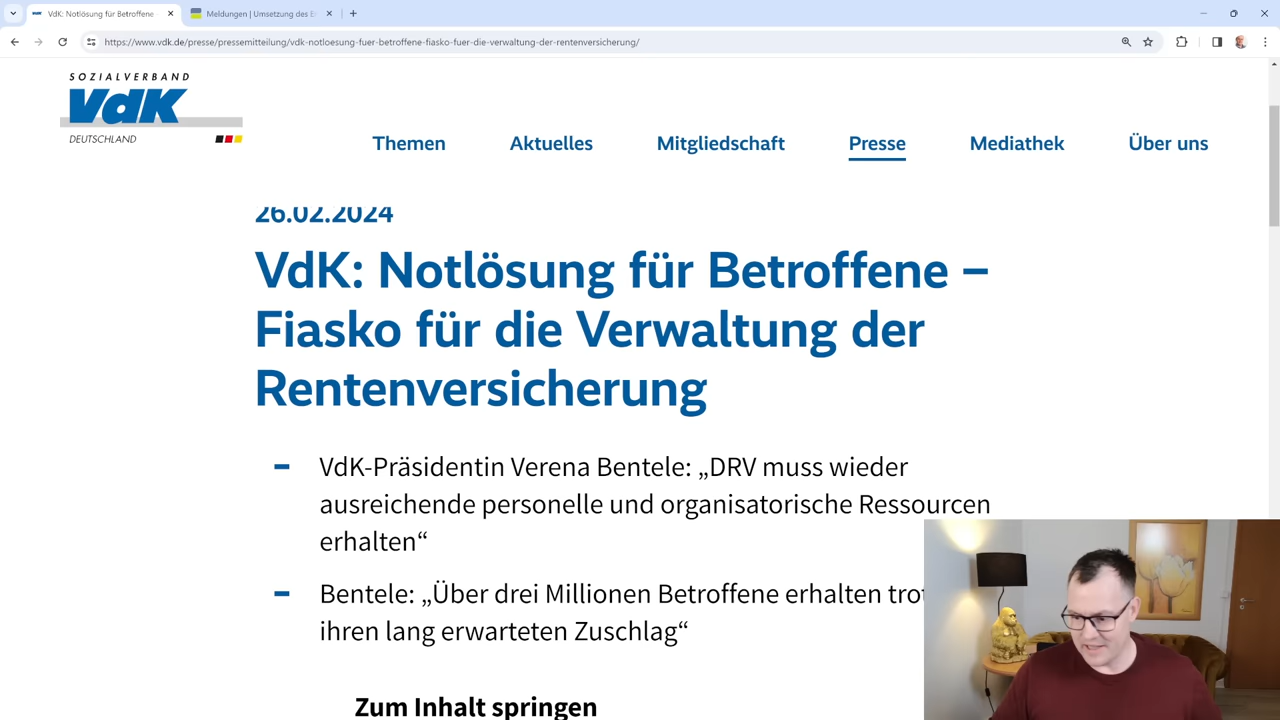 VdK: Notlösung für Betroffene
Meldungen | Umsetzung des
https://www.vdk.de/presse/pressemitteilung/vdk-notloesung-fuer-betroffene-fiasko-fuer-die-verwaltung-der-rentenversicherung/
SOZIALVERBAND
VdK
DEUTSCHLAND
Themen
Aktuelles
Mitgliedschaft
Presse
Mediathek
Über uns
26.02.2024
VdK: Notlösung für Betroffene –
Fiasko für die Verwaltung der
Rentenversicherung
VdK-Präsidentin Verena Bentele: „DRV muss wieder
ausreichende personelle und organisatorische Ressourcen
erhalten“
Bentele: „Über drei Millionen Betroffene erhalten
ihren lang erwarteten Zuschlag“
Zum Inhalt springen